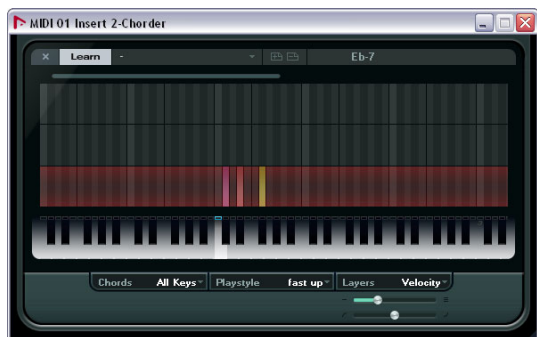 MIDI 01 Insert 2-Chorder
Learn - Eb-7
Chords All Keys Playstyle fast up Layers Velocity